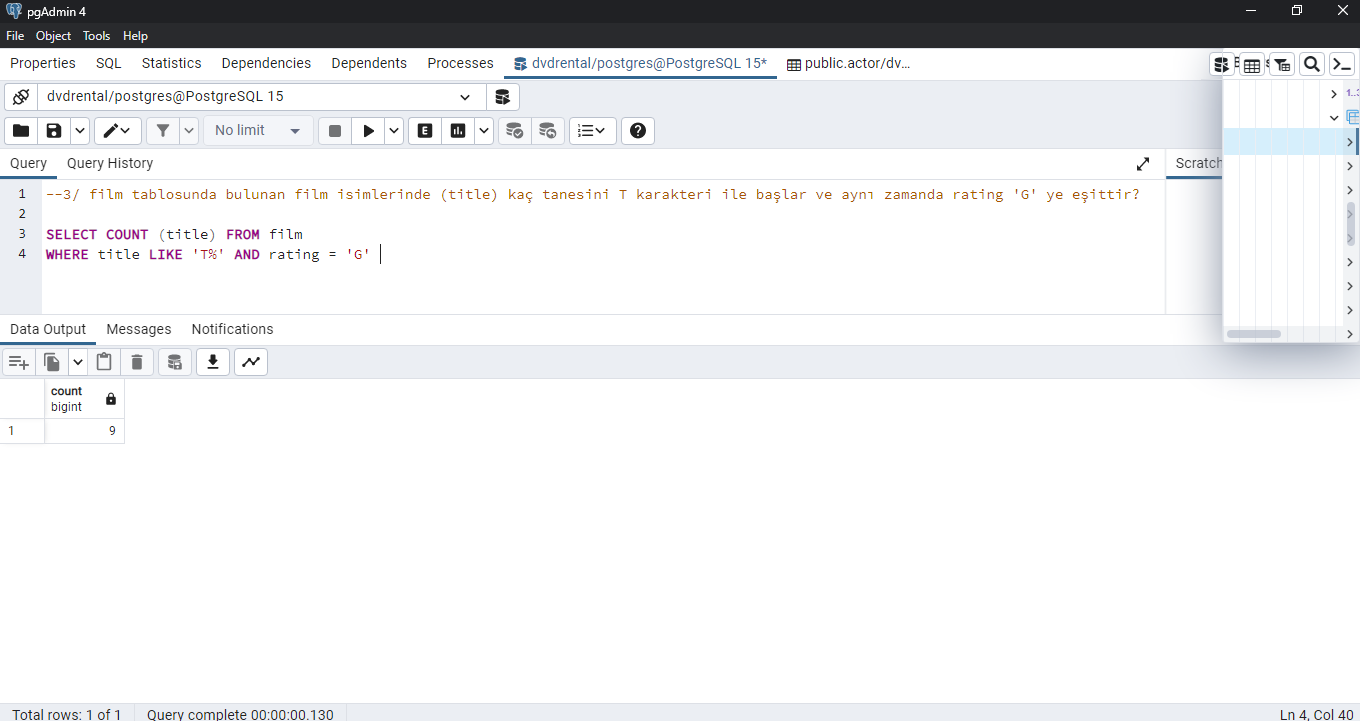 pgAdmin 4
File Object Tools Help
Properties SQL Statistics Dependencies Dependents Processes dvdrental/postgres@PostgreSQL 15* public.actor/dv...
dvdrental/postgres@PostgreSQL 15
No limit
Query Query History
Scratch
1 --3/ film tablosunda bulunan film isimlerinde (title) kaç tanesini T karakteri ile başlar ve aynı zamanda rating 'G' ye eşittir?
2
3 SELECT COUNT (title) FROM film
4 WHERE title LIKE 'T%' AND rating = 'G'
Data Output Messages Notifications
count
bigint
1 9
Total rows: 1 of 1 Query complete 00:00:00.130 Ln 4, Col 40